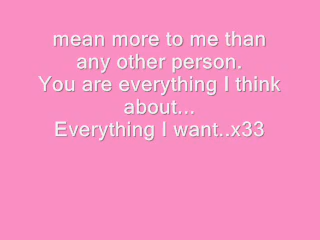 mean more to me than
any other person.
You are everything I think
about...
Everything I want..x33